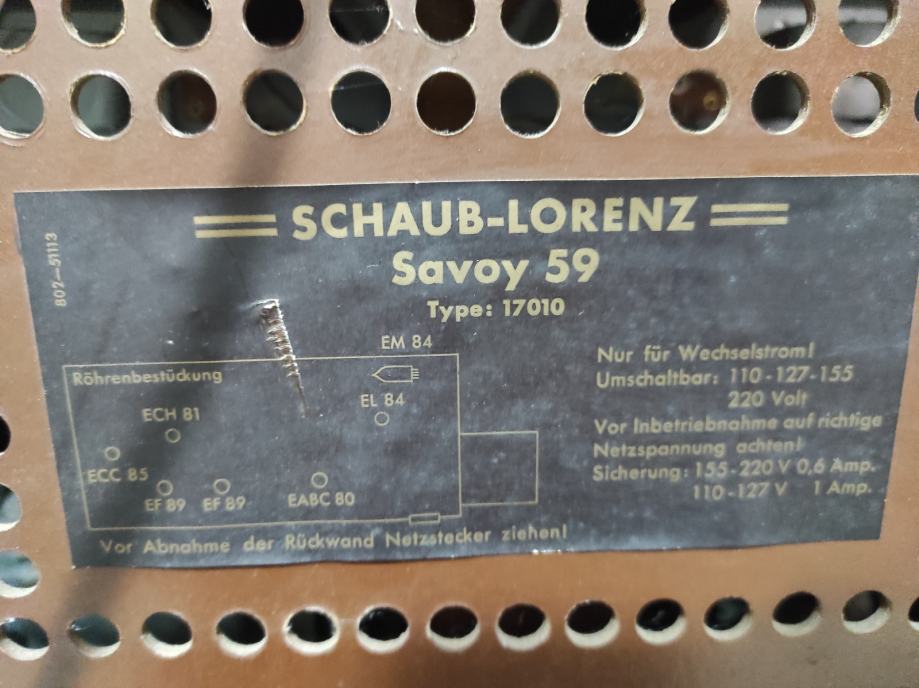 SCHAUB-LORENZ
Savoy 59
Type: 17010
802-51113
EM 84
Röhrenbestückung
EL 84
ECH 81
ECC 85
EF 89 EF 89 EABC 80
Nur für Wechselstrom!
Umschaltbar: 110-127-155
220 Volt
Vor Inbetriebnahme auf richtige
Netzspannung achten!
Sicherung: 155-220 V 0,6 Amp.
110-127 V 1 Amp.
Vor Abnahme der Rückwand Netzstecker ziehen!